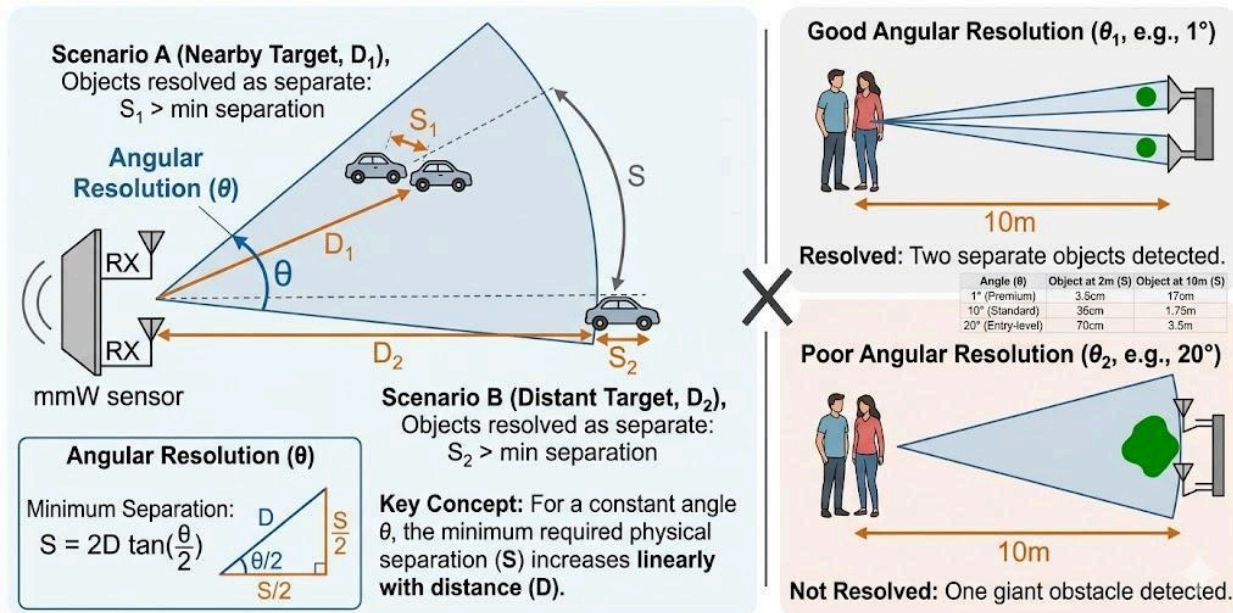 Scenario A (Nearby Target, D₁),
Objects resolved as separate:
S₁ > min separation
Angular
Resolution (θ)
S₁
S
D₁
θ
RX
RX
mmW sensor
D₂
S₂
Scenario B (Distant Target, D₂),
Objects resolved as separate:
S₂ > min separation
Angular Resolution (θ)
Minimum Separation:
S = 2D tan(θ/2)
D
S/2
θ/2
S/2
Key Concept: For a constant angle
θ, the minimum required physical
separation (S) increases linearly
with distance (D).
Good Angular Resolution (θ₁, e.g., 1°)
10m
Resolved: Two separate objects detected.
Angle (θ) Object at 2m (S) Object at 10m (S)
1° (Premium) 3.5cm 17om
10° (Standard) 36cm 1.75m
20° (Entry-level) 70cm 3.5m
Poor Angular Resolution (θ₂, e.g., 20°)
10m
Not Resolved: One giant obstacle detected.